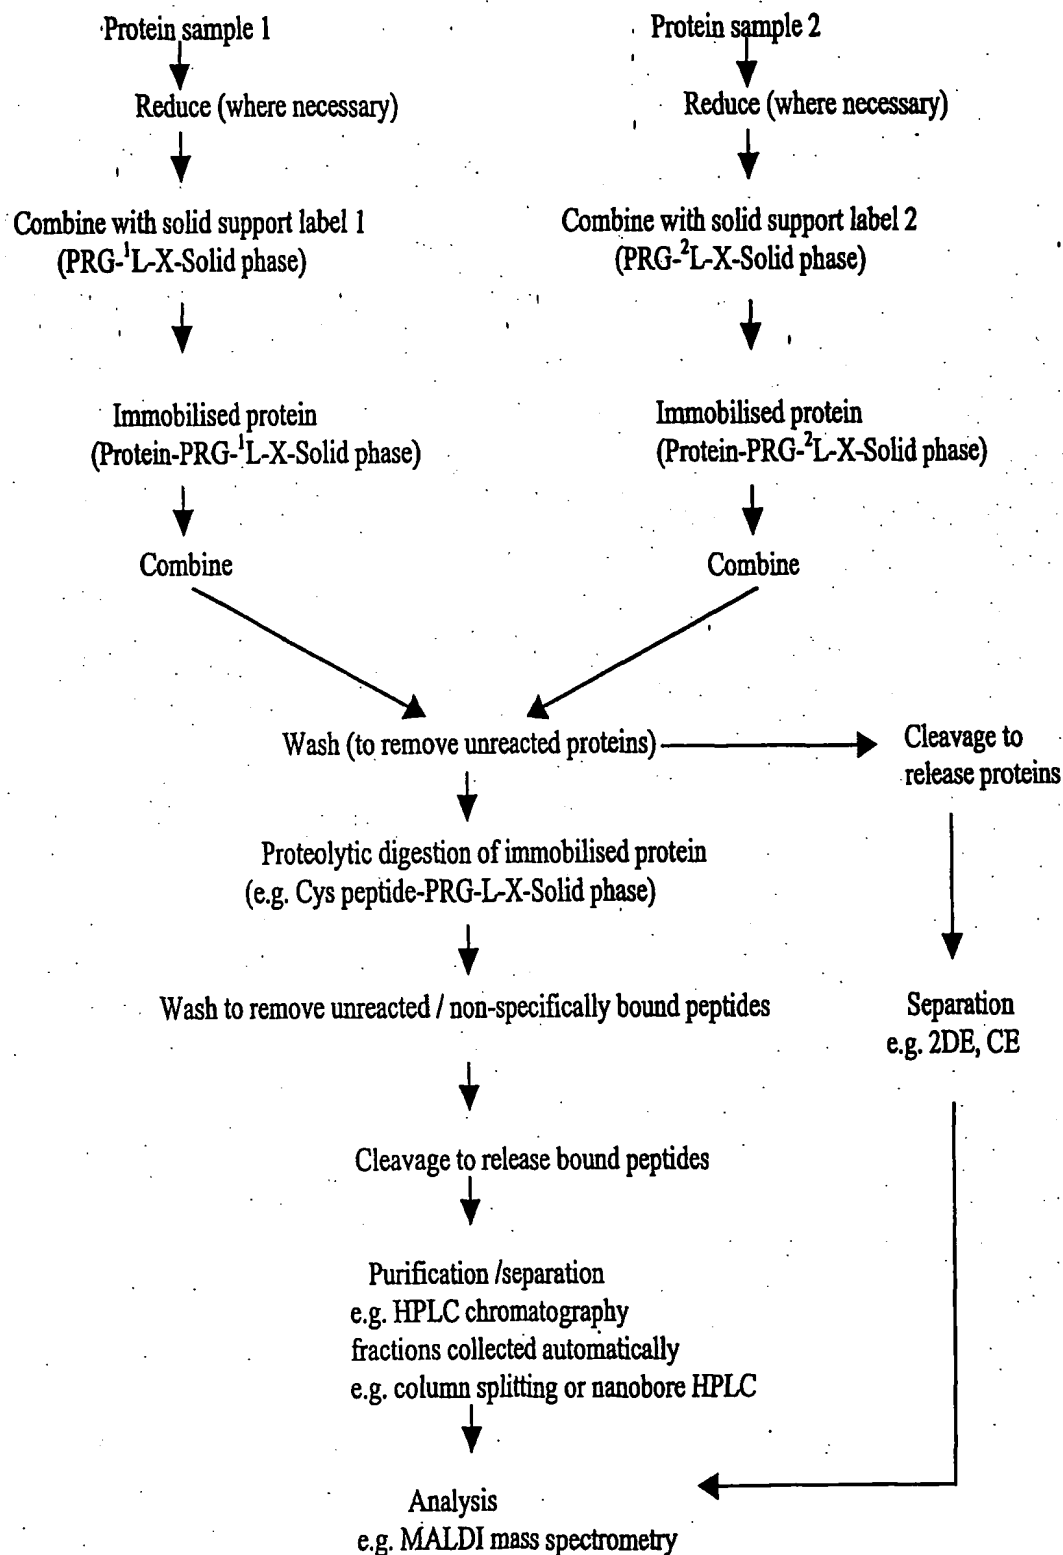 Protein sample 1
Protein sample 2
Reduce (where necessary)
Reduce (where necessary)
Combine with solid support label 1
(PRG-¹L-X-Solid phase)
Combine with solid support label 2
(PRG-²L-X-Solid phase)
Immobilised protein
(Protein-PRG-¹L-X-Solid phase)
Immobilised protein
(Protein-PRG-²L-X-Solid phase)
Combine
Combine
Wash (to remove unreacted proteins)
Cleavage to
release proteins
Proteolytic digestion of immobilised protein
(e.g. Cys peptide-PRG-L-X-Solid phase)
Wash to remove unreacted / non-specifically bound peptides
Separation
e.g. 2DE, CE
Cleavage to release bound peptides
Purification /separation
e.g. HPLC chromatography
fractions collected automatically
e.g. column splitting or nanobore HPLC
Analysis
e.g. MALDI mass spectrometry